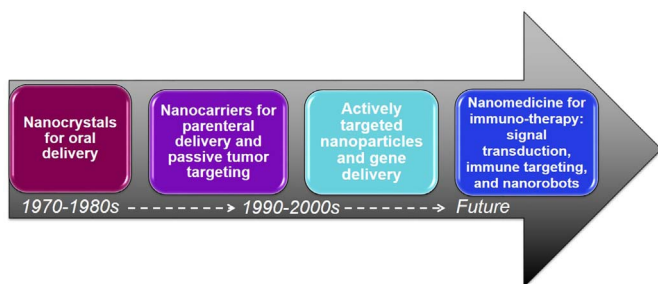 Nanocrystals
for oral
delivery
Nanocarriers for
parenteral
delivery and
passive tumor
targeting
Actively
targeted
nanoparticles
and gene
delivery
Nanomedicine for
immuno-therapy:
signal
transduction,
immune targeting,
and nanorobots
1970-1980s
1990-2000s
Future